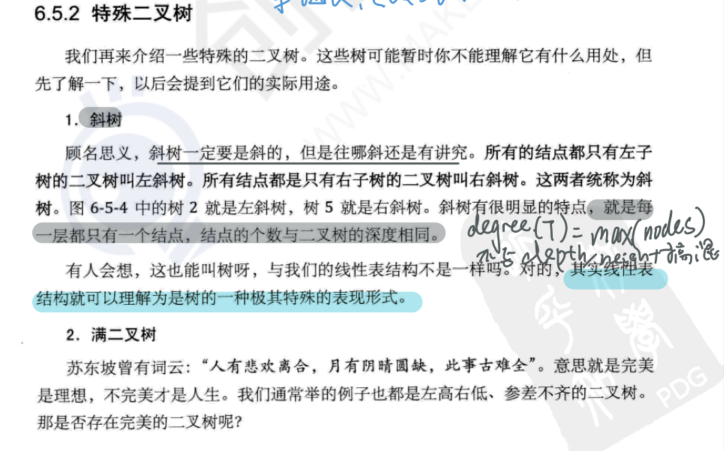 6.5.2 特殊二叉树
我们再来介绍一些特殊的二叉树。这些树可能暂时你不能理解它有什么用处，但
先了解一下，以后会提到它们的实际用途。
1. 斜树
顾名思义，斜树一定要是斜的，但是往哪斜还是有讲究。所有的结点都只有左子
树的二叉树叫左斜树。所有结点都是只有右子树的二叉树叫右斜树。这两者统称为斜
树。图 6-5-4 中的树 2 就是左斜树，树 5 就是右斜树。斜树有很明显的特点，就是每
一层都只有一个结点，结点的个数与二叉树的深度相同。
degree(T)= max(nodes)
不与depth/height搞混
有人会想，这也能叫树呀，与我们的线性表结构不是一样吗。对的，其实线性表
结构就可以理解为是树的一种极其特殊的表现形式。
2. 满二叉树
苏东坡曾有词云：“人有悲欢离合，月有阴晴圆缺，此事古难全”。意思就是完美
是理想，不完美才是人生。我们通常举的例子也都是左高右低、参差不齐的二叉树。
那是否存在完美的二叉树呢？
PDG